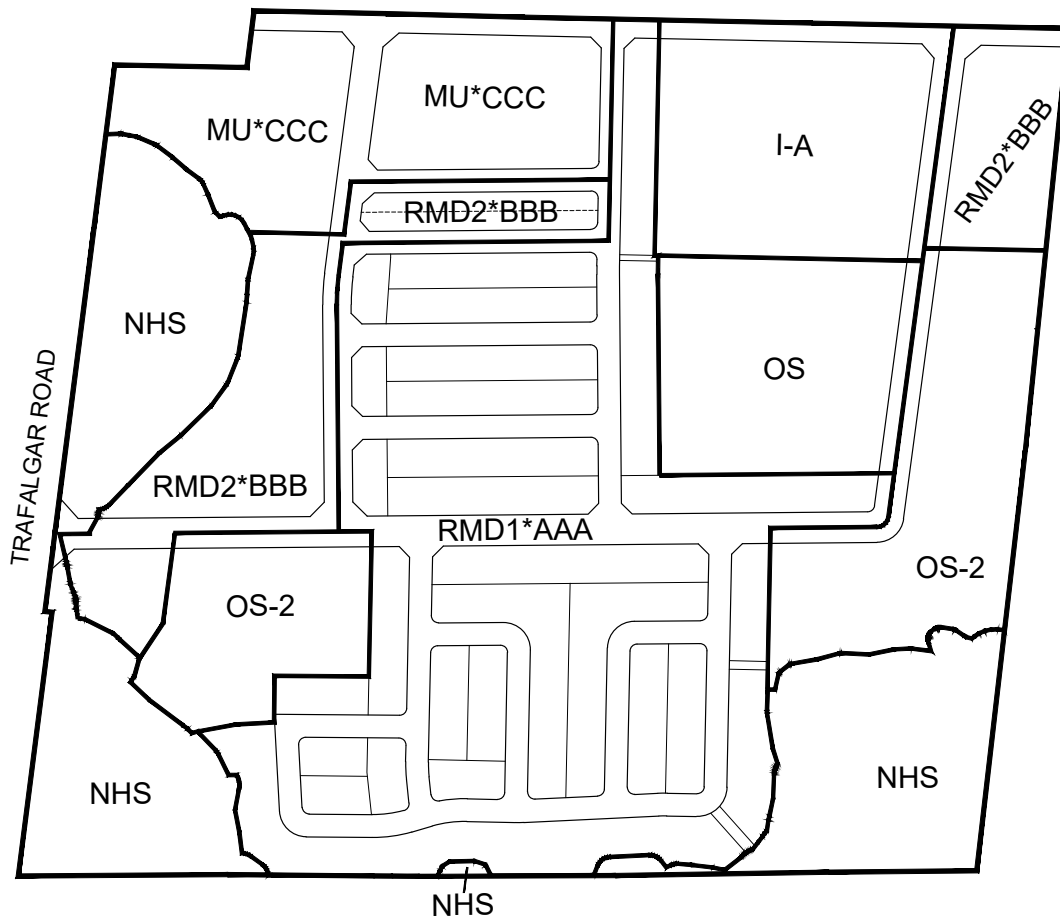 MU*CCC
MU*CCC
I-A
RMD2*BBB
RMD2*BBB
NHS
OS
TRAFALGAR ROAD
RMD2*BBB
RMD1*AAA
OS-2
OS-2
NHS
NHS
NHS